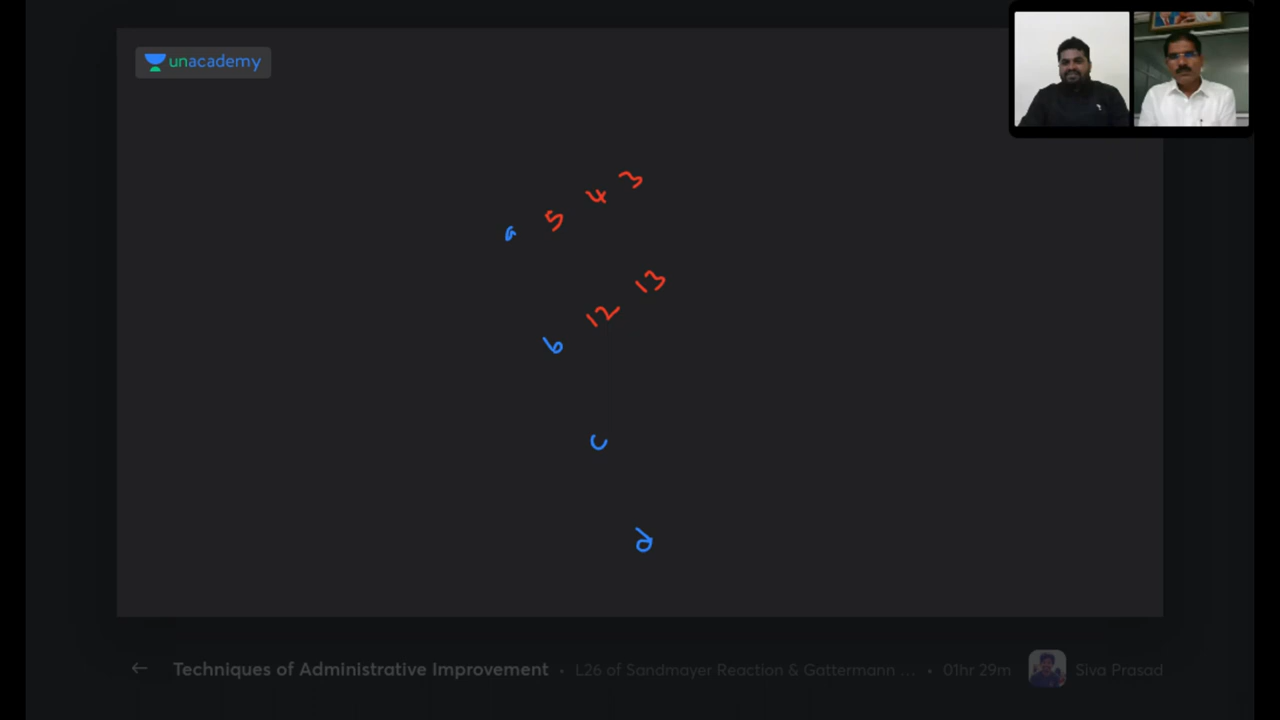 unacademy
a 5 4 3
b 12 13
c
d
← Techniques of Administrative Improvement • L26 of Sandmayer Reaction & Gattermann ... • 01hr 29m Siva Prasad